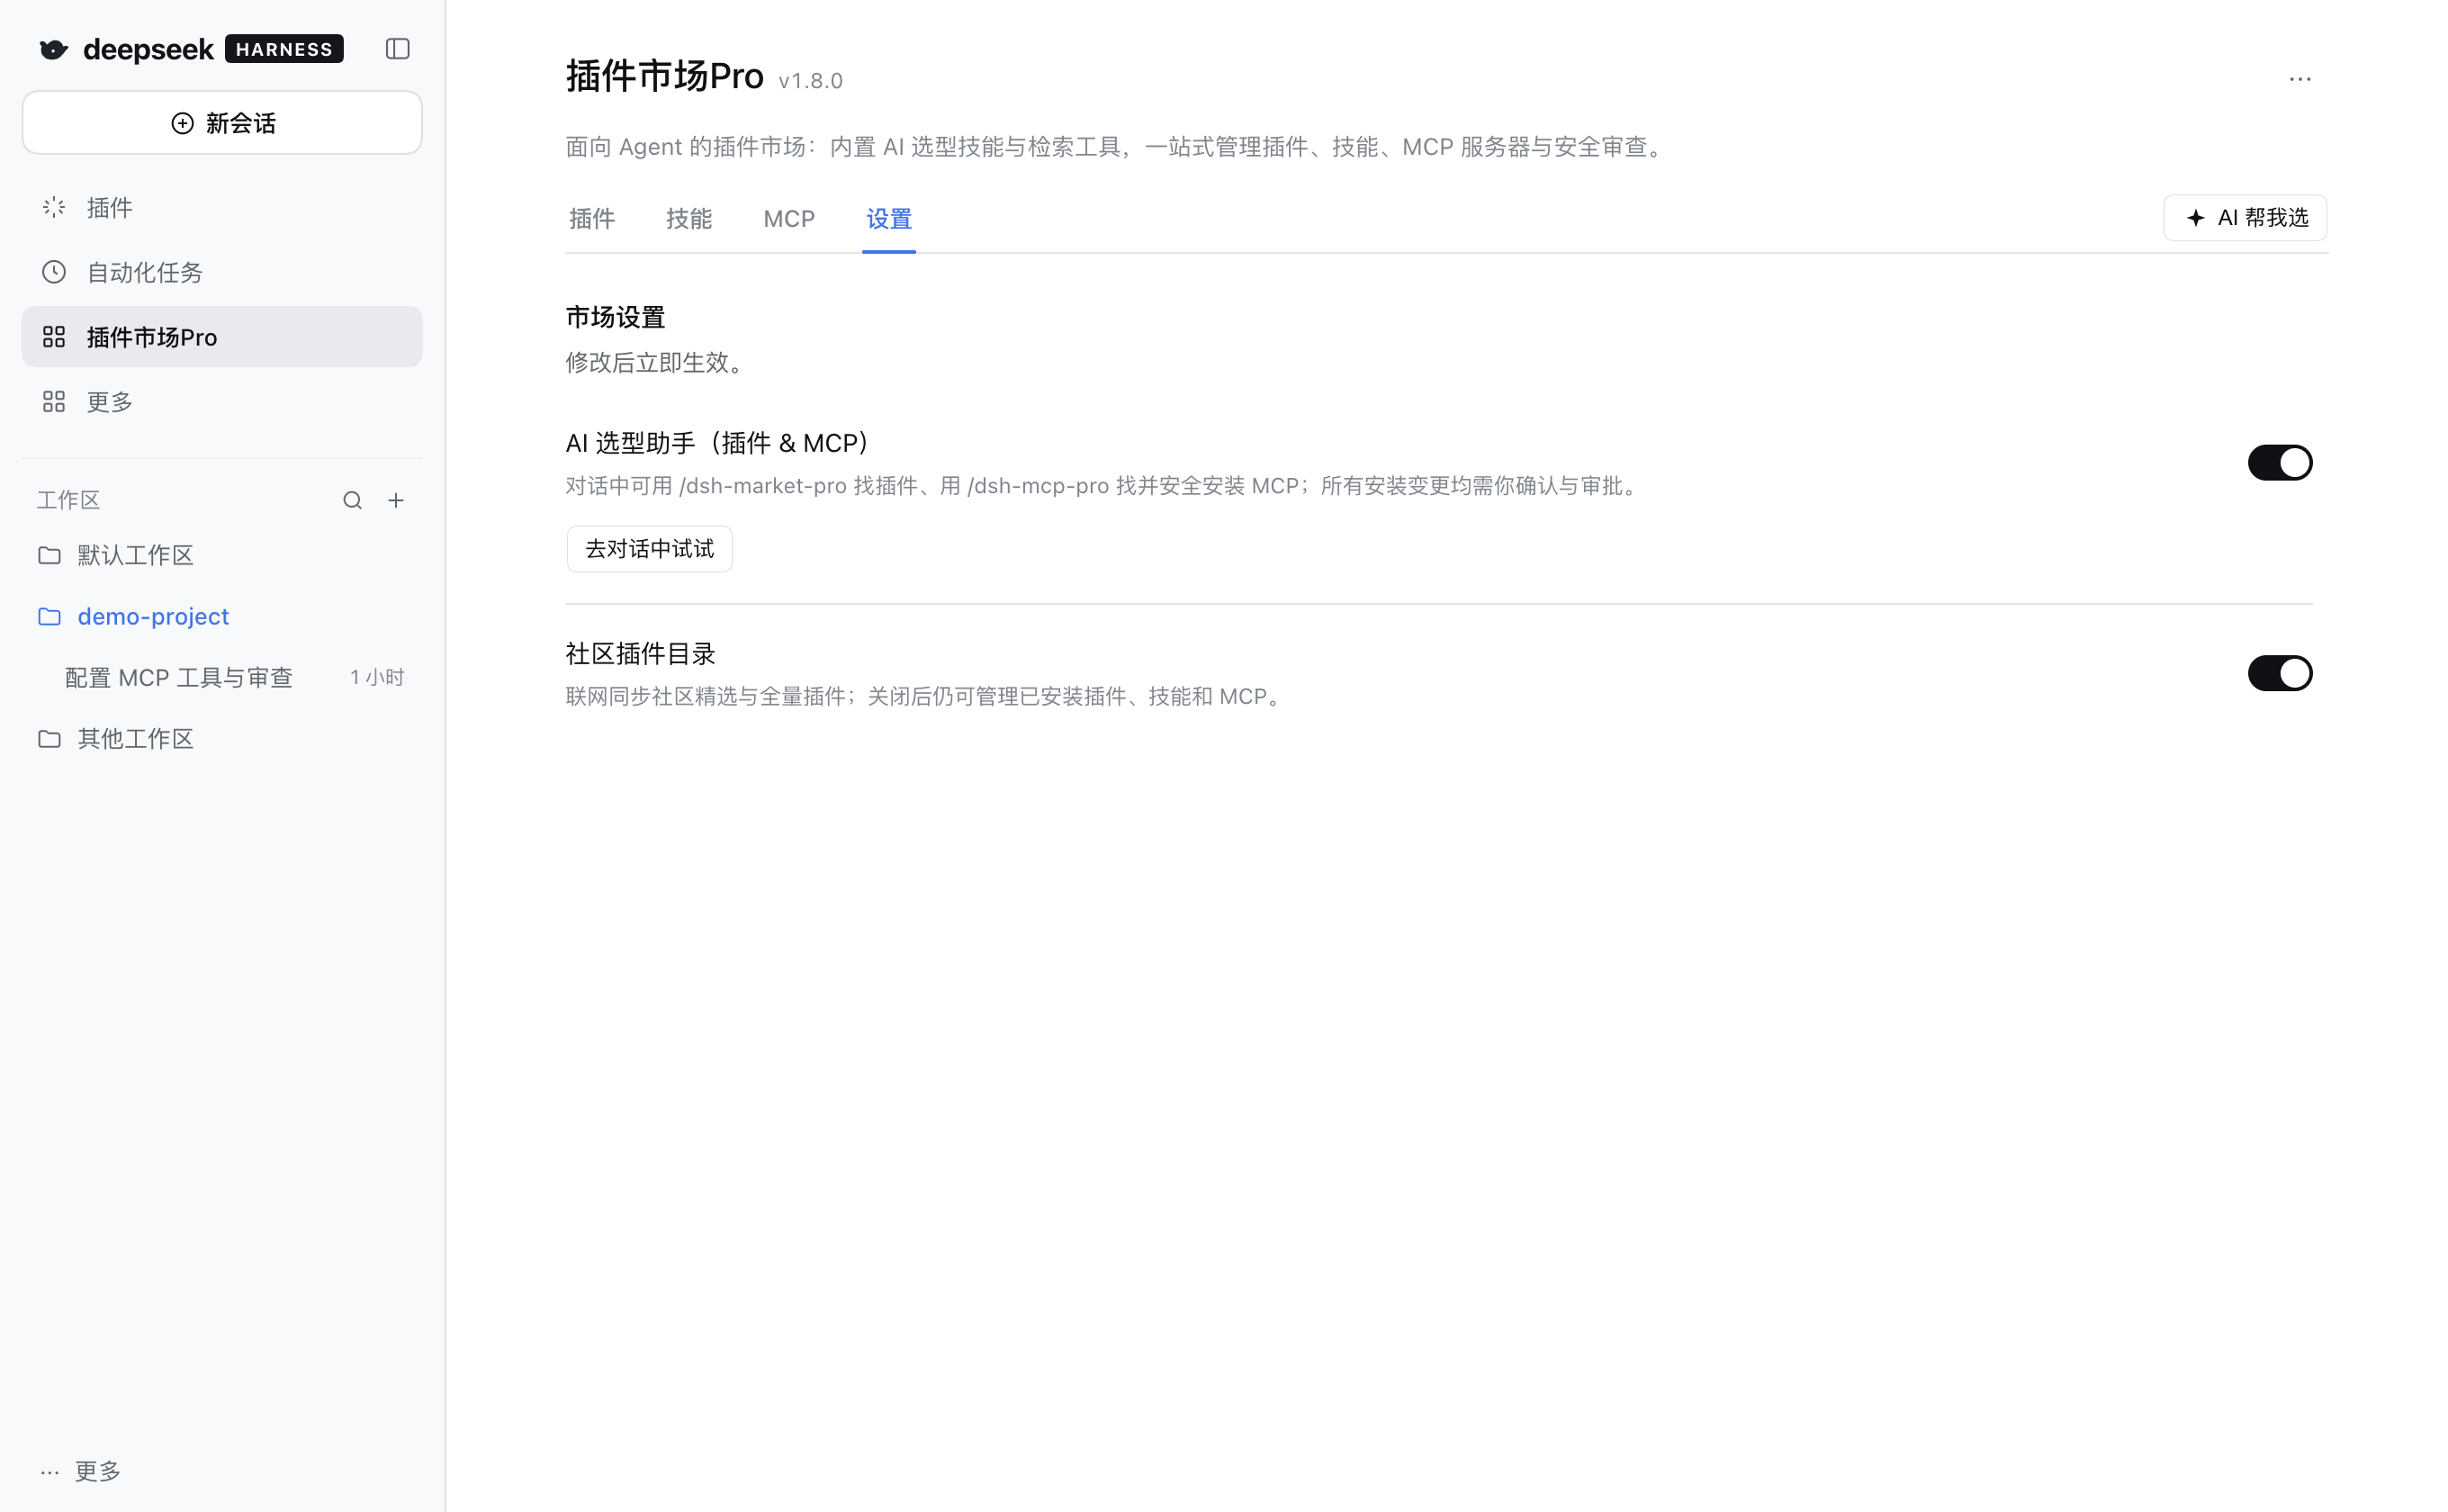 deepseek HARNESS
新会话
插件
自动化任务
插件市场Pro
更多
工作区
默认工作区
demo-project
配置 MCP 工具与审查 1 小时
其他工作区
··· 更多
插件市场Pro v1.8.0
···
面向 Agent 的插件市场：内置 AI 选型技能与检索工具，一站式管理插件、技能、MCP 服务器与安全审查。
插件 技能 MCP 设置
AI 帮我选
市场设置
修改后立即生效。
AI 选型助手（插件 & MCP）
对话中可用 /dsh-market-pro 找插件、用 /dsh-mcp-pro 找并安全安装 MCP；所有安装变更均需你确认与审批。
去对话中试试
社区插件目录
联网同步社区精选与全量插件；关闭后仍可管理已安装插件、技能和 MCP。